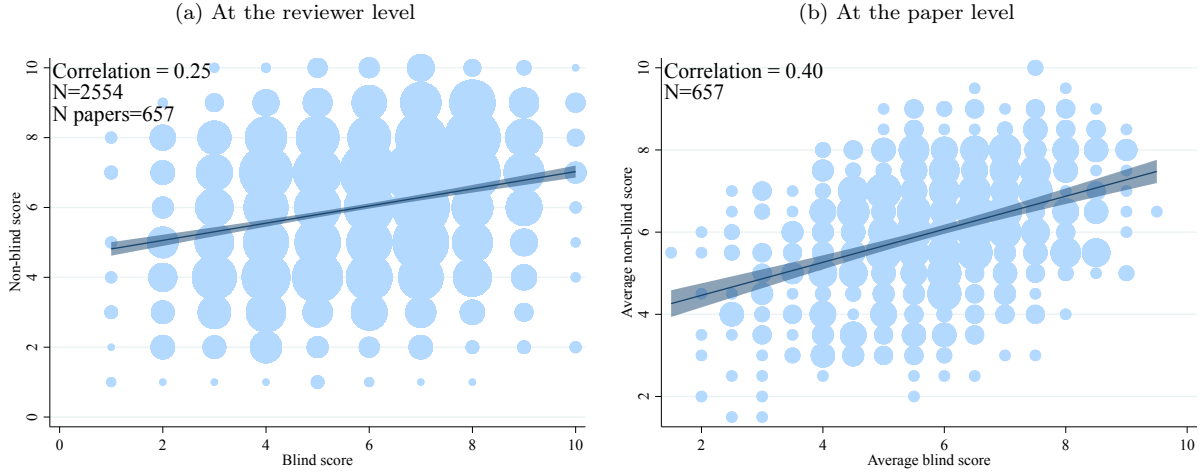 (a) At the reviewer level
Correlation = 0.25
N=2554
N papers=657
Non-blind score
0
2
4
6
8
10
0
2
4
6
8
10
Blind score
(b) At the paper level
Correlation = 0.40
N=657
Average non-blind score
2
4
6
8
10
2
4
6
8
10
Average blind score